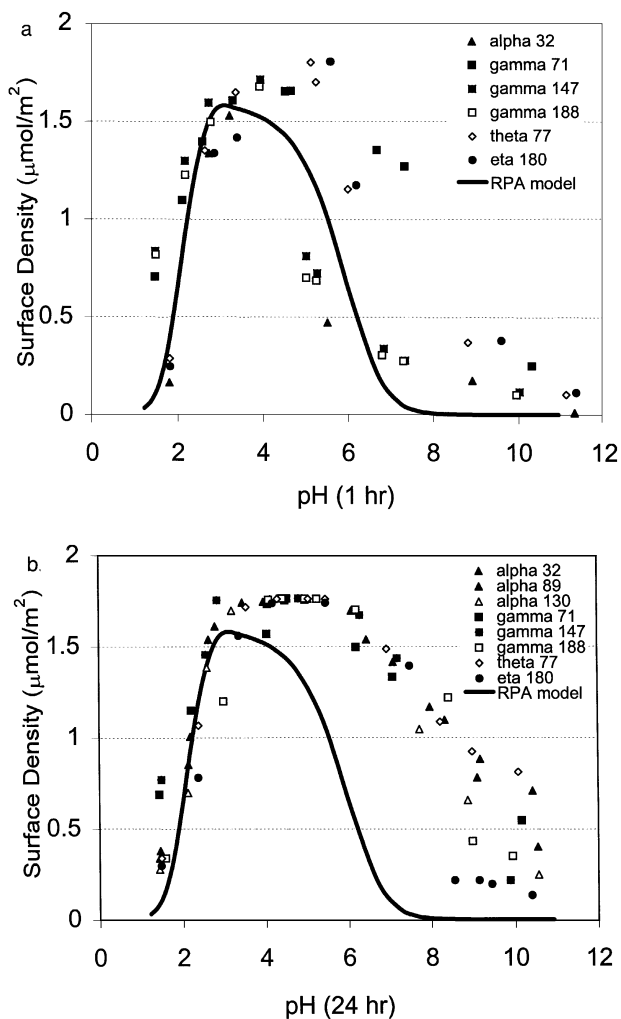 a
2
1.5
1
0.5
0
Surface Density (μmol/m²)
alpha 32
gamma 71
gamma 147
gamma 188
theta 77
eta 180
RPA model
0 2 4 6 8 10 12
pH (1 hr)
b.
2
1.5
1
0.5
0
Surface Density (μmol/m²)
alpha 32
alpha 89
alpha 130
gamma 71
gamma 147
gamma 188
theta 77
eta 180
RPA model
0 2 4 6 8 10 12
pH (24 hr)